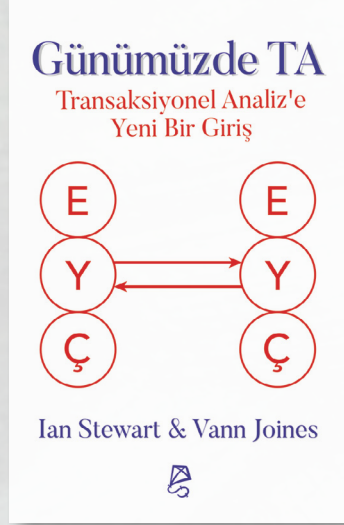 Günümüzde TA
Transaksiyonel Analiz'e
Yeni Bir Giriş
E E
Y Y
Ç Ç
Ian Stewart & Vann Joines